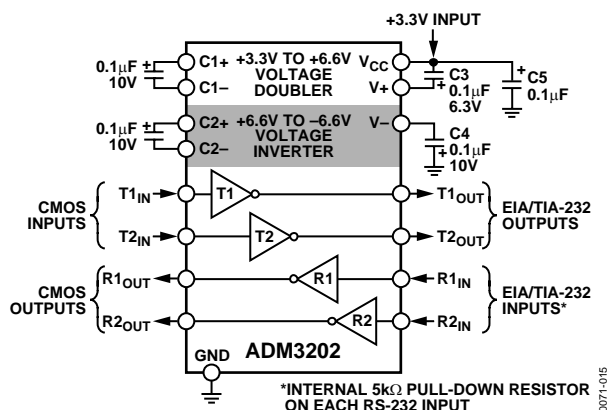 +3.3V INPUT
0.1μF
10V
+
C1+
C1–
+3.3V TO +6.6V
VOLTAGE
DOUBLER
VCC
V+
+
C3
0.1μF
6.3V
+
C5
0.1μF
0.1μF
10V
+
C2+
C2–
+6.6V TO –6.6V
VOLTAGE
INVERTER
V–
+
C4
0.1μF
10V
CMOS
INPUTS
T1IN
T1
T1OUT
T2IN
T2
T2OUT
EIA/TIA-232
OUTPUTS
CMOS
OUTPUTS
R1OUT
R1
R1IN
R2OUT
R2
R2IN
EIA/TIA-232
INPUTS*
GND
ADM3202
*INTERNAL 5kΩ PULL-DOWN RESISTOR
ON EACH RS-232 INPUT